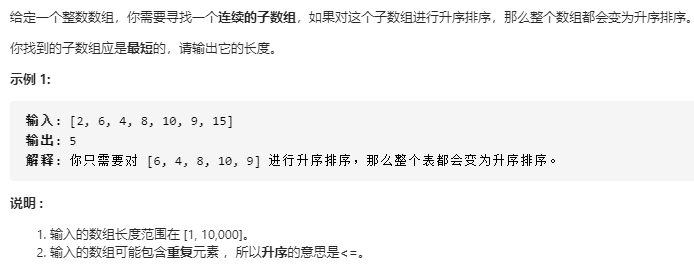 给定一个整数数组，你需要寻找一个连续的子数组，如果对这个子数组进行升序排序，那么整个数组都会变为升序排序。
你找到的子数组应是最短的，请输出它的长度。
示例 1:
输入: [2, 6, 4, 8, 10, 9, 15]
输出: 5
解释: 你只需要对 [6, 4, 8, 10, 9] 进行升序排序，那么整个表都会变为升序排序。
说明 :
1. 输入的数组长度范围在 [1, 10,000]。
2. 输入的数组可能包含重复元素 ，所以升序的意思是<=。